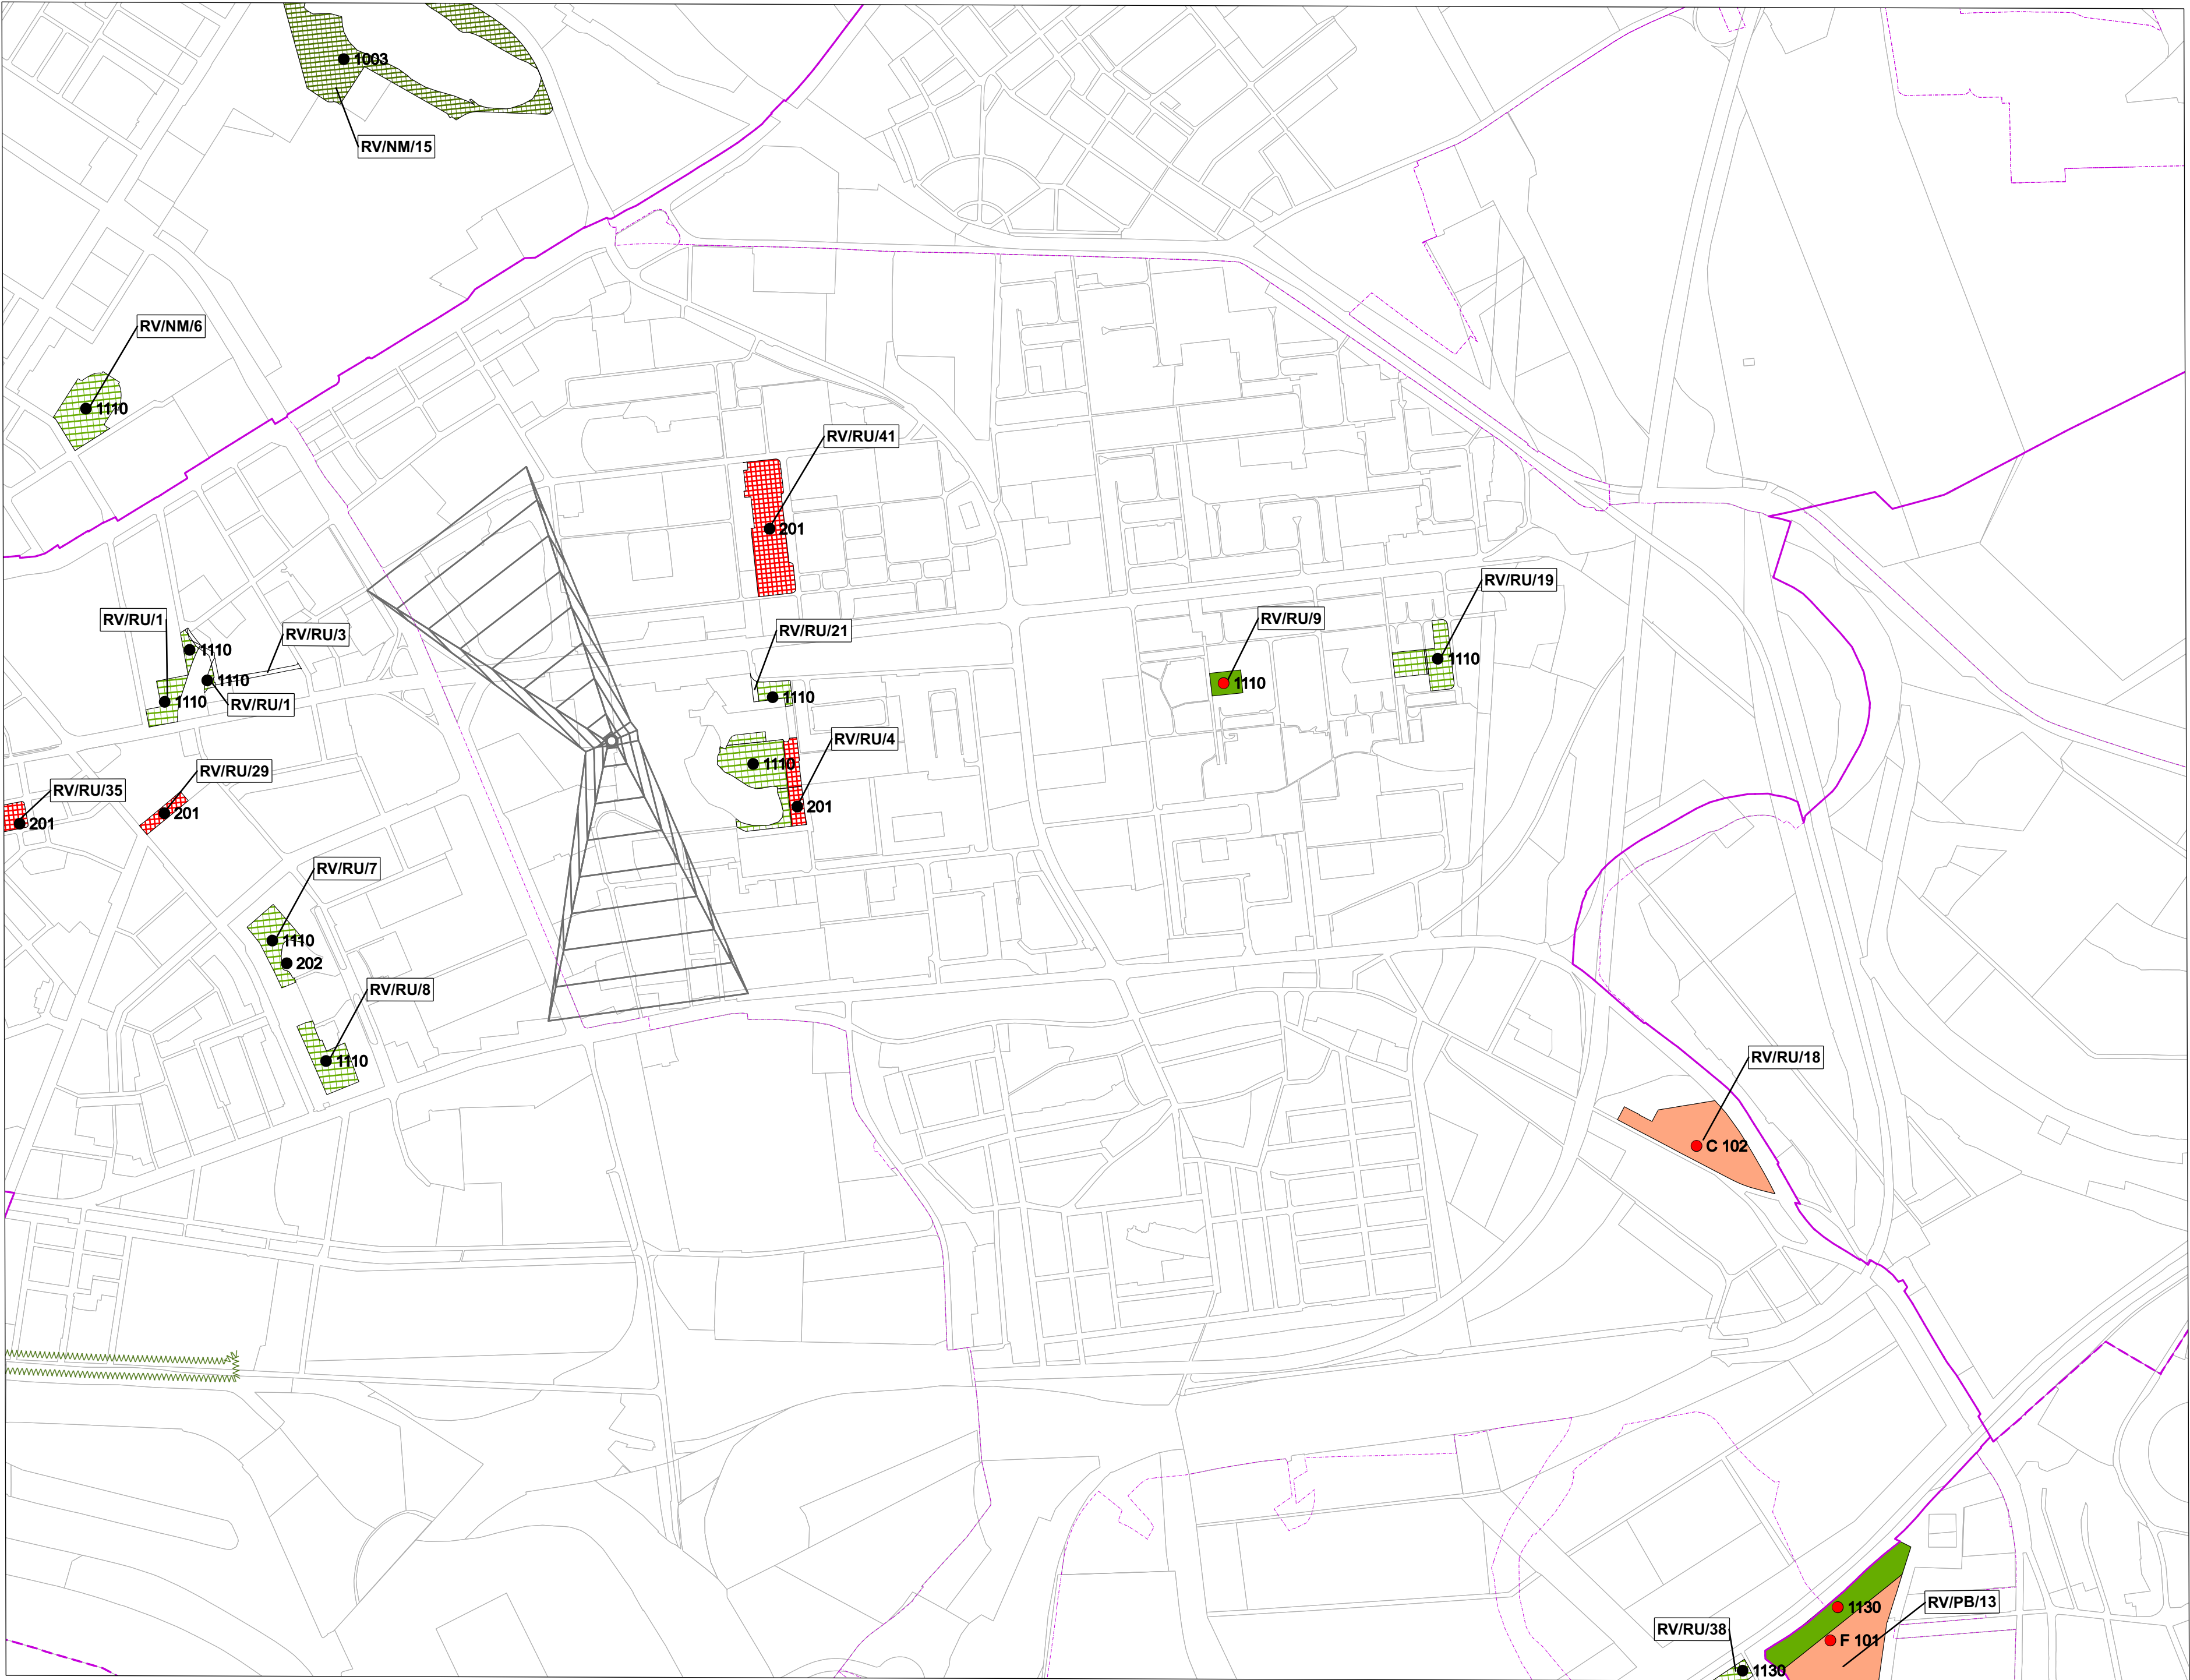 1003
RV/NM/15
RV/NM/6
1110
RV/RU/41
201
RV/RU/19
1110
RV/RU/9
1110
RV/RU/1
RV/RU/3
1110
1110
1110
RV/RU/1
RV/RU/21
1110
RV/RU/4
1110
201
RV/RU/29
201
RV/RU/35
201
RV/RU/7
1110
202
RV/RU/8
1110
RV/RU/18
C 102
1130
RV/PB/13
F 101
RV/RU/38
1130